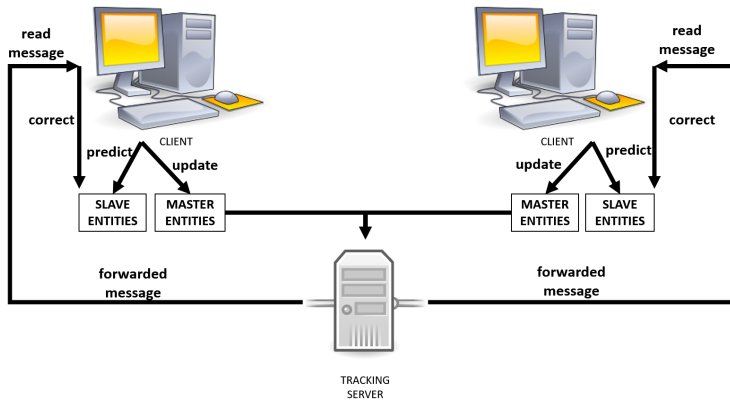 read
message
correct
CLIENT
predict
update
SLAVE
ENTITIES
MASTER
ENTITIES
forwarded
message
read
message
correct
CLIENT
update
predict
MASTER
ENTITIES
SLAVE
ENTITIES
forwarded
message
TRACKING
SERVER